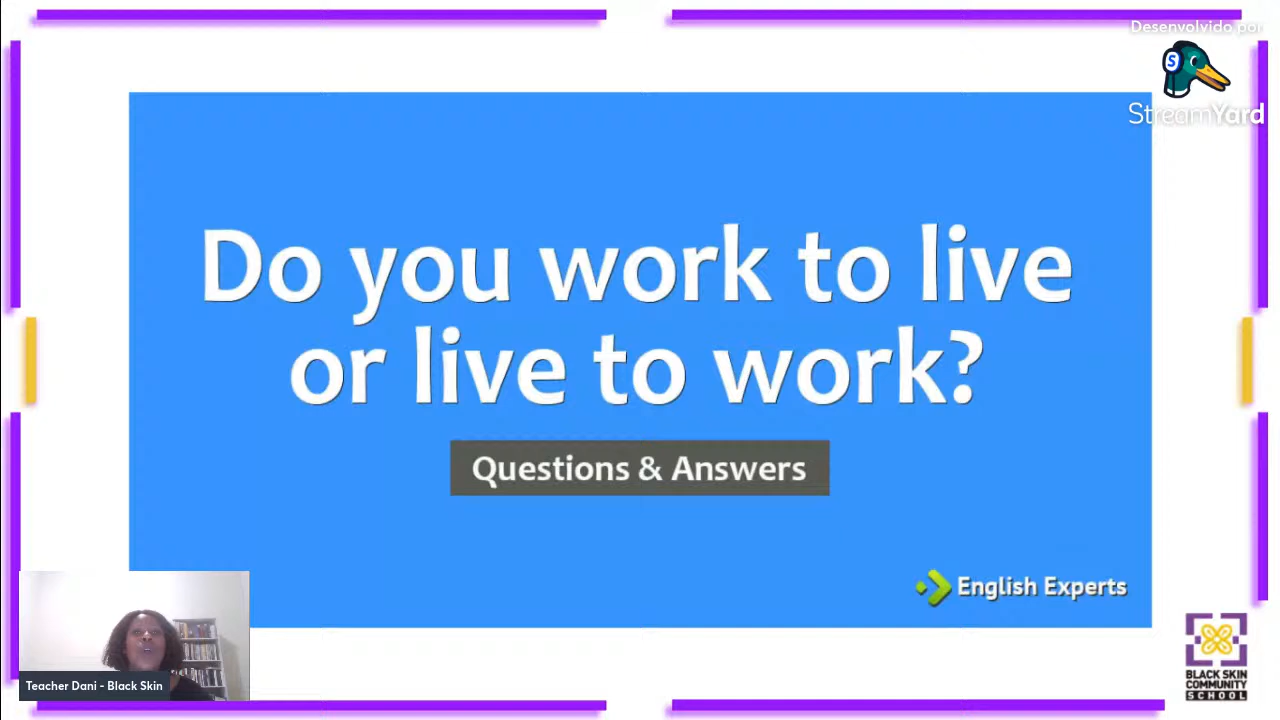 Desenvolvido por
S
StreamYard
Do you work to live
or live to work?
Questions & Answers
English Experts
Teacher Dani - Black Skin
BLACK SKIN
COMMUNITY
SCHOOL